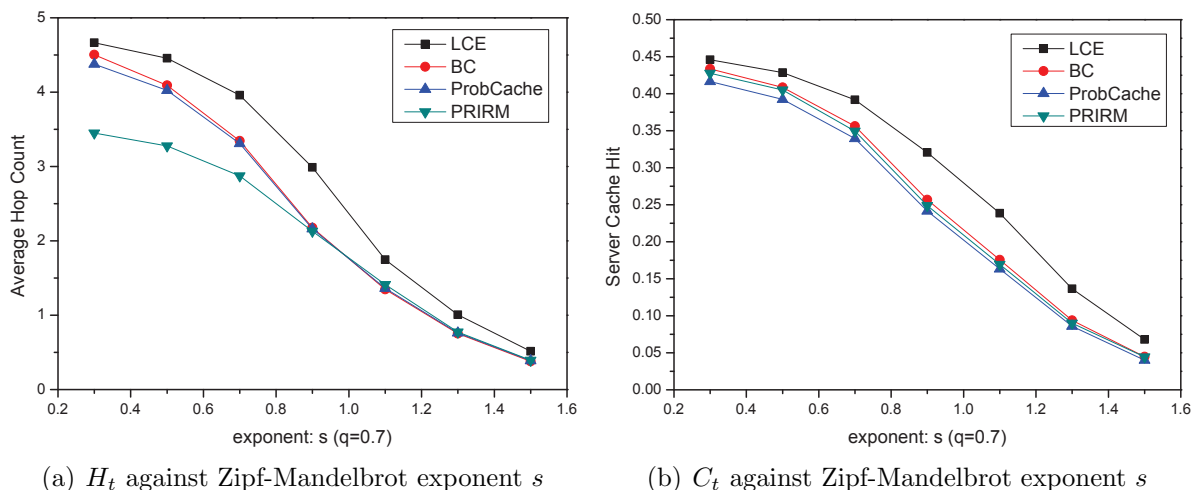 5
4
3
2
1
0
Average Hop Count
LCE
BC
ProbCache
PRIRM
0.2 0.4 0.6 0.8 1.0 1.2 1.4 1.6
exponent: s (q=0.7)
(a) H_t against Zipf-Mandelbrot exponent s
0.50
0.45
0.40
0.35
0.30
0.25
0.20
0.15
0.10
0.05
0.00
Server Cache Hit
LCE
BC
ProbCache
PRIRM
0.2 0.4 0.6 0.8 1.0 1.2 1.4 1.6
exponent: s (q=0.7)
(b) C_t against Zipf-Mandelbrot exponent s